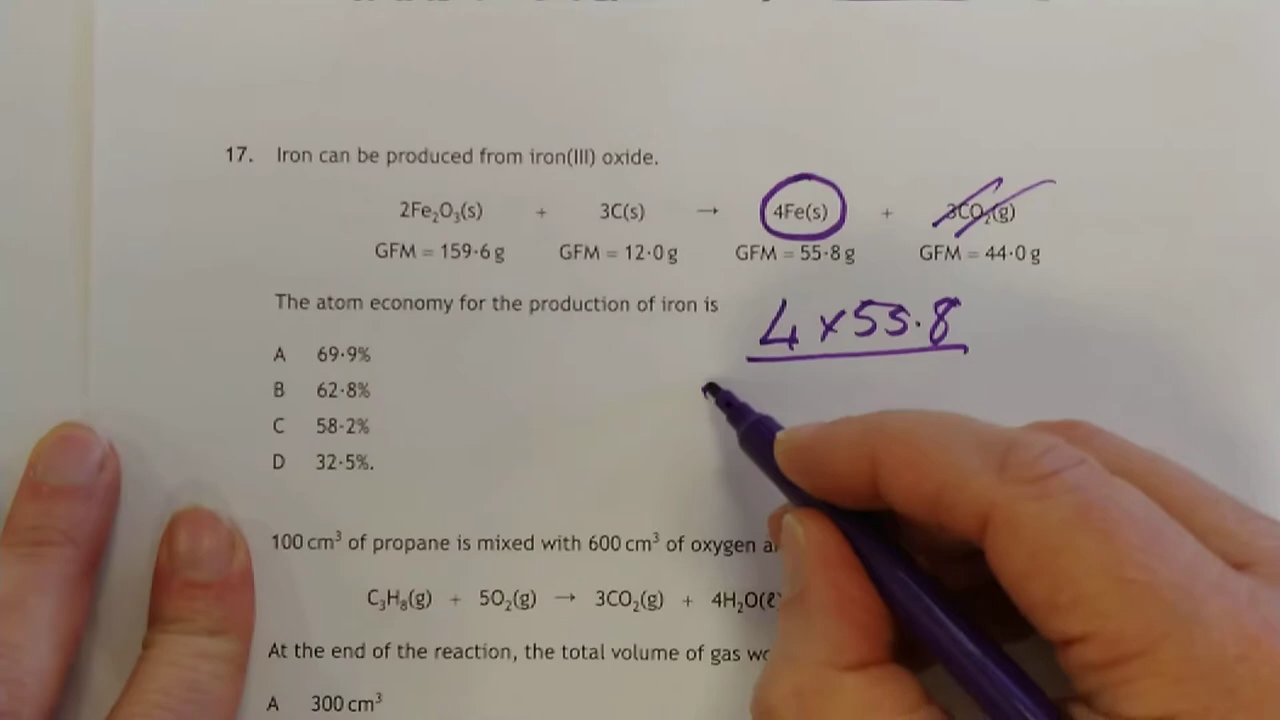 17. Iron can be produced from iron(III) oxide.
2Fe₂O₃(s) + 3C(s) → 4Fe(s) + 3CO₂(g)
GFM = 159·6 g GFM = 12·0 g GFM = 55·8 g GFM = 44·0 g
The atom economy for the production of iron is
4 × 55.8
A 69·9%
B 62·8%
C 58·2%
D 32·5%.
100 cm³ of propane is mixed with 600 cm³ of oxygen
C₃H₈(g) + 5O₂(g) → 3CO₂(g) + 4H₂O(ℓ)
At the end of the reaction, the total volume of gas
A 300 cm³